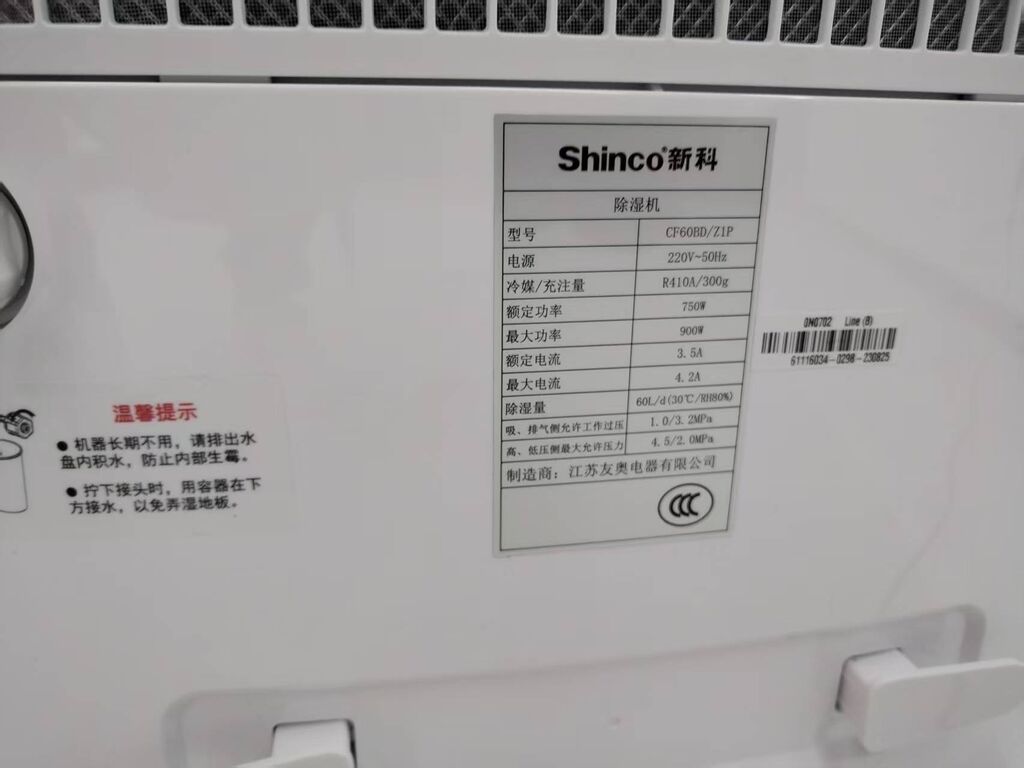 Shinco®新科
除湿机
型号 CF60BD/Z1P
电源 220V~50Hz
冷媒/充注量 R410A/300g
额定功率 750W
最大功率 900W
额定电流 3.5A
最大电流 4.2A
除湿量 60L/d(30℃/RH80%)
吸、排气侧允许工作过压 1.0/3.2MPa
高、低压侧最大允许压力 4.5/2.0MPa
制造商：江苏友奥电器有限公司
CCC
0N0702 Line (B)
61116034-0298-230825
温馨提示
● 机器长期不用，请排出水
盘内积水，防止内部生霉。
● 拧下接头时，用容器在下
方接水，以免弄湿地板。